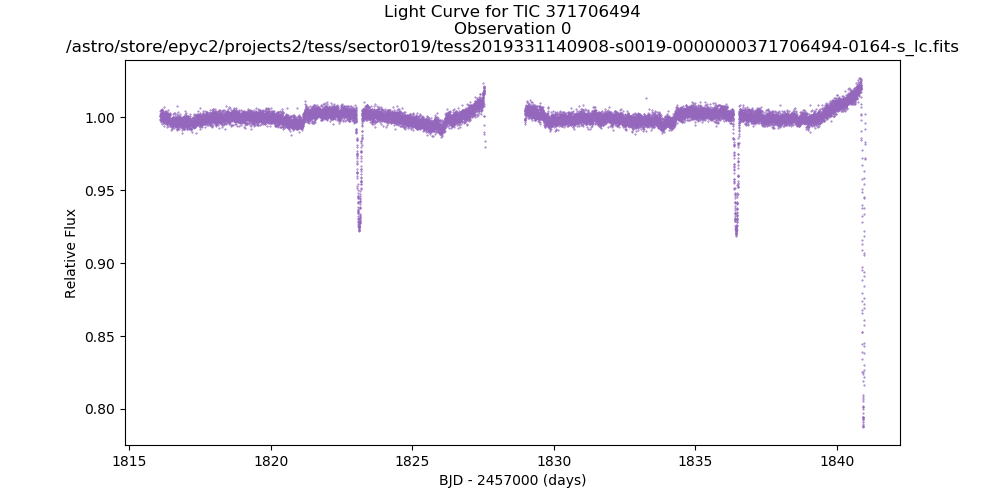 Light Curve for TIC 371706494
Observation 0
/astro/store/epyc2/projects2/tess/sector019/tess2019331140908-s0019-0000000371706494-0164-s_lc.fits
1.00
0.95
0.90
0.85
0.80
Relative Flux
1815
1820
1825
1830
1835
1840
BJD - 2457000 (days)